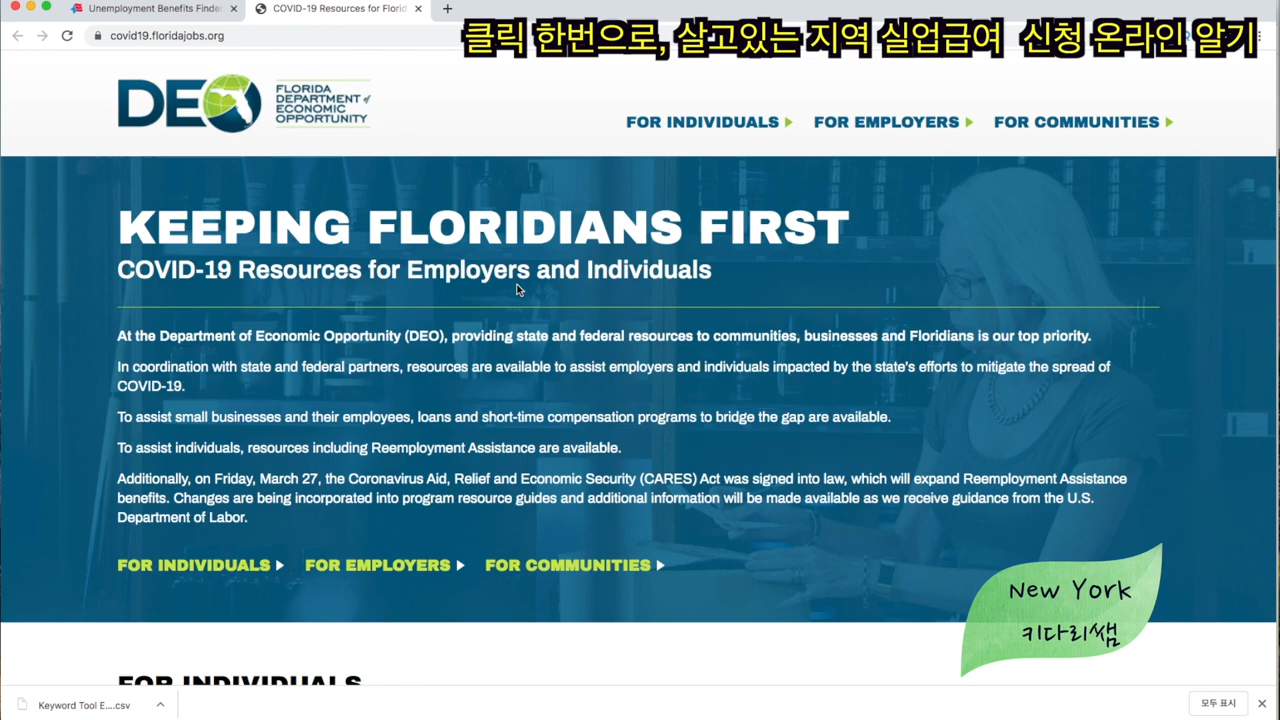 Unemployment Benefits Finder
COVID-19 Resources for Florid
covid19.floridajobs.org
클릭 한번으로, 살고있는 지역 실업급여 신청 온라인 알기
DEO
FLORIDA
DEPARTMENT of
ECONOMIC
OPPORTUNITY
FOR INDIVIDUALS
FOR EMPLOYERS
FOR COMMUNITIES
KEEPING FLORIDIANS FIRST
COVID-19 Resources for Employers and Individuals
At the Department of Economic Opportunity (DEO), providing state and federal resources to communities, businesses and Floridians is our top priority.
In coordination with state and federal partners, resources are available to assist employers and individuals impacted by the state's efforts to mitigate the spread of
COVID-19.
To assist small businesses and their employees, loans and short-time compensation programs to bridge the gap are available.
To assist individuals, resources including Reemployment Assistance are available.
Additionally, on Friday, March 27, the Coronavirus Aid, Relief and Economic Security (CARES) Act was signed into law, which will expand Reemployment Assistance
benefits. Changes are being incorporated into program resource guides and additional information will be made available as we receive guidance from the U.S.
Department of Labor.
FOR INDIVIDUALS
FOR EMPLOYERS
FOR COMMUNITIES
New York
키다리쌤
FOR INDIVIDUALS
Keyword Tool E....csv
모두 표시